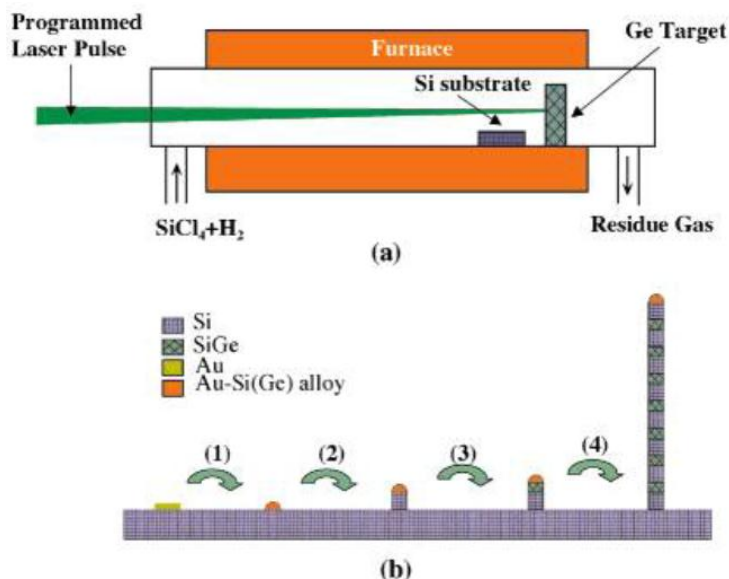 Programmed
Laser Pulse
Furnace
Ge Target
Si substrate
SiCl₄+H₂
Residue Gas
(a)
Si
SiGe
Au
Au-Si(Ge) alloy
(1)
(2)
(3)
(4)
(b)